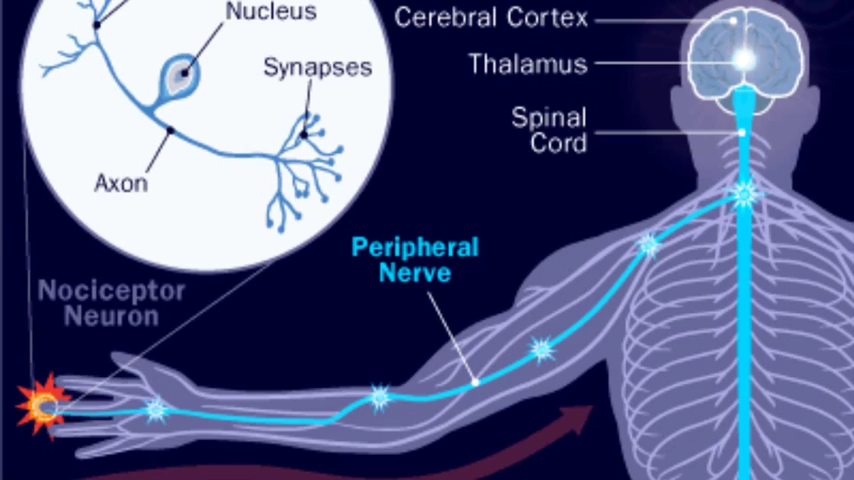 Nucleus
Synapses
Axon
Cerebral Cortex
Thalamus
Spinal
Cord
Peripheral
Nerve
Nociceptor
Neuron